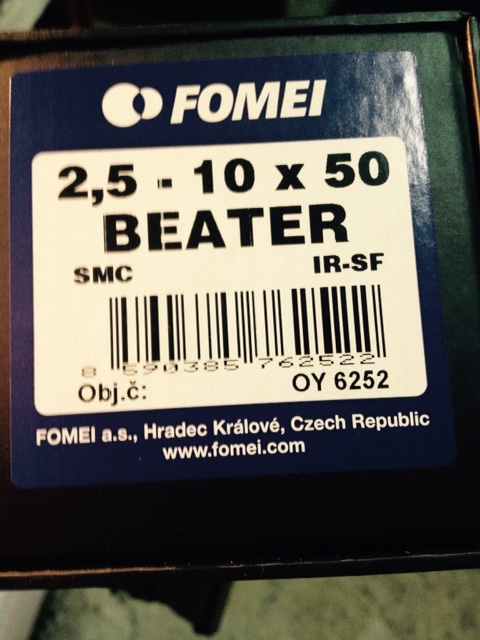 FOMEI
2,5 - 10 x 50
BEATER
SMC IR-SF
8 590385 762522
Obj.č: OY 6252
FOMEI a.s., Hradec Králové, Czech Republic
www.fomei.com